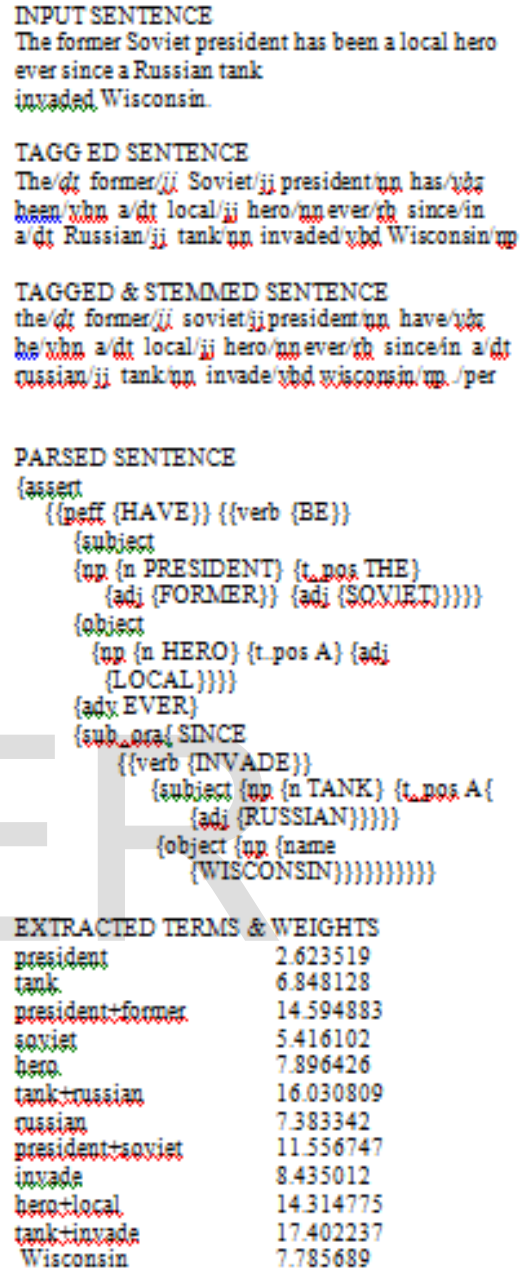 INPUT SENTENCE
The former Soviet president has been a local hero
ever since a Russian tank
invaded Wisconsin.
TAGG ED SENTENCE
The/dt former/jj Soviet/jj president/nn has/vbz
been/vbn a/dt local/jj hero/nn ever/rb since/in
a/dt Russian/jj tank/nn invaded/vbd Wisconsin/np
TAGGED & STEMMED SENTENCE
the/dt former/jj soviet/jj president/nn have/vbz
be/vbn a/dt local/jj hero/nn ever/rb since/in a/dt
russian/jj tank/nn invade/vbd wisconsin/np ./per
PARSED SENTENCE
{assert
{{peff {HAVE}} {{verb {BE}}
{subject
{np {n PRESIDENT} {t_pos THE}
{adj {FORMER}} {adj {SOVIET}}}}}
{object
{np {n HERO} {t_pos A} {adj
{LOCAL}}}}
{adv EVER}
{sub_ora{ SINCE
{{verb {INVADE}}
{subject {np {n TANK} {t_pos A{
{adj {RUSSIAN}}}}}
{object {np {name
{WISCONSIN}}}}}}}}}}
EXTRACTED TERMS & WEIGHTS
president 2.623519
tank 6.848128
president+former 14.594883
soviet 5.416102
hero 7.896426
tank+russian 16.030809
russian 7.383342
president+soviet 11.556747
invade 8.435012
hero+local 14.314775
tank+invade 17.402237
Wisconsin 7.785689
ER